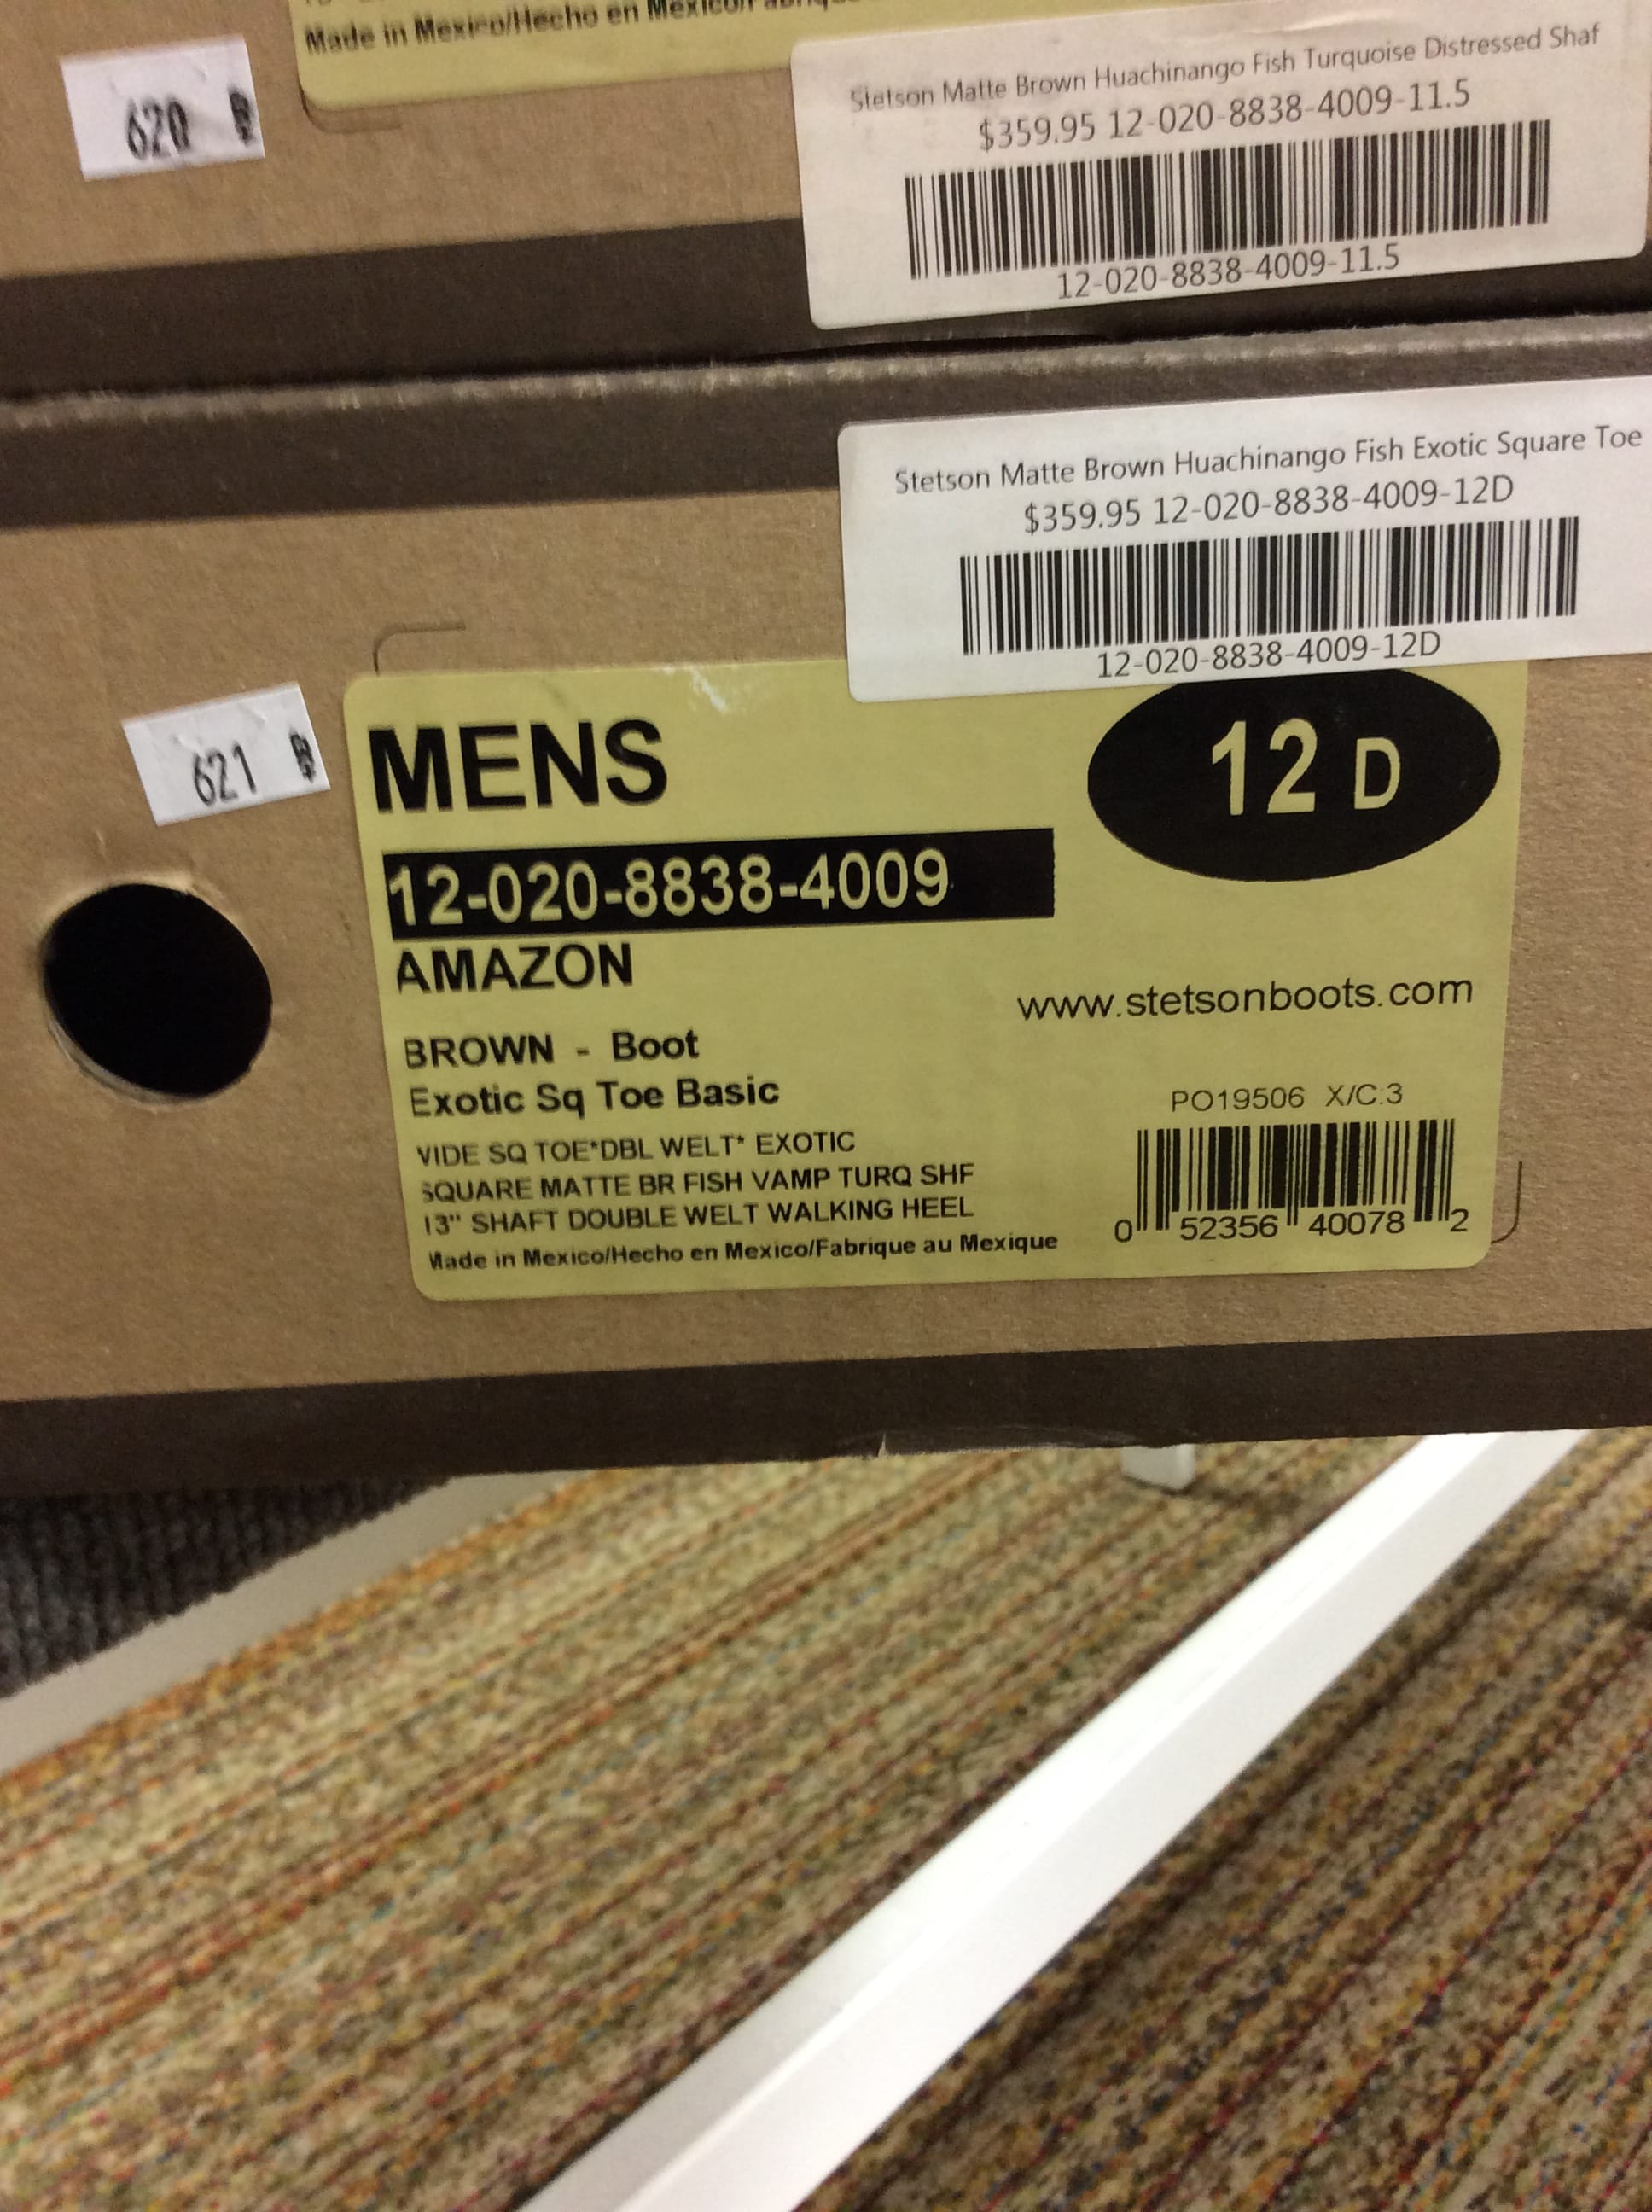 Made in Mexico/Hecho en Mexico/
620
Stetson Matte Brown Huachinango Fish Turquoise Distressed Shaf
$359.95 12-020-8838-4009-11.5
12-020-8838-4009-11.5
Stetson Matte Brown Huachinango Fish Exotic Square Toe
$359.95 12-020-8838-4009-12D
12-020-8838-4009-12D
621
MENS
12 D
12-020-8838-4009
AMAZON
www.stetsonboots.com
BROWN - Boot
Exotic Sq Toe Basic
VIDE SQ TOE*DBL WELT* EXOTIC
SQUARE MATTE BR FISH VAMP TURQ SHF
13" SHAFT DOUBLE WELT WALKING HEEL
Made in Mexico/Hecho en Mexico/Fabrique au Mexique
PO19506 X/C:3
0 52356 40078 2